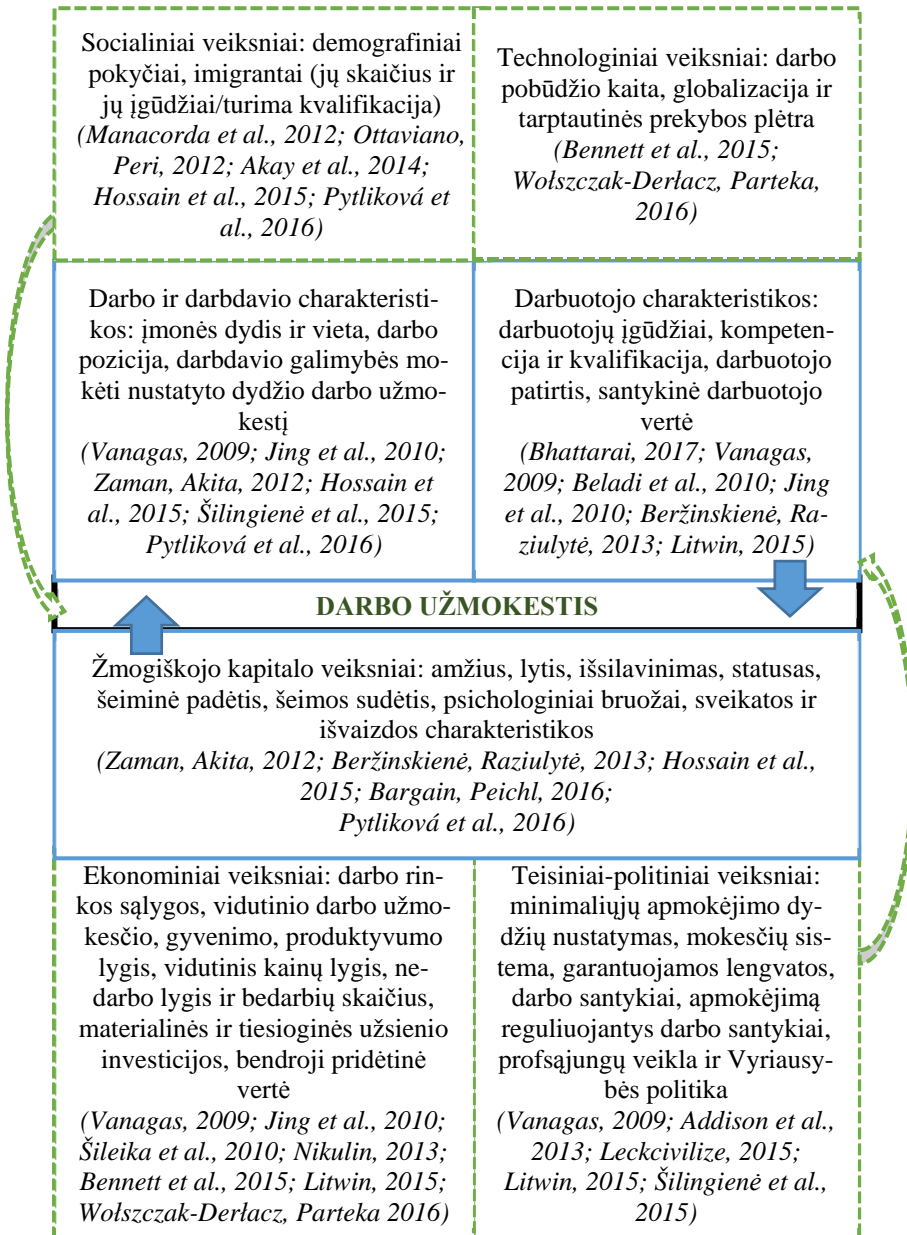 Socialiniai veiksniai: demografiniai
pokyčiai, imigrantai (jų skaičius ir
jų įgūdžiai/turima kvalifikacija)
(Manacorda et al., 2012; Ottaviano,
Peri, 2012; Akay et al., 2014;
Hossain et al., 2015; Pytliková et
al., 2016)
Technologiniai veiksniai: darbo
pobūdžio kaita, globalizacija ir
tarptautinės prekybos plėtra
(Bennett et al., 2015;
Wołszczak-Derłacz, Parteka,
2016)
Darbo ir darbdavio charakteristi-
kos: įmonės dydis ir vieta, darbo
pozicija, darbdavio galimybės mo-
kėti nustatyto dydžio darbo užmo-
kestį
(Vanagas, 2009; Jing et al., 2010;
Zaman, Akita, 2012; Hossain et
al., 2015; Šilingienė et al., 2015;
Pytliková et al., 2016)
Darbuotojo charakteristikos:
darbuotojų įgūdžiai, kompeten-
cija ir kvalifikacija, darbuotojo
patirtis, santykinė darbuotojo
vertė
(Bhattarai, 2017; Vanagas,
2009; Beladi et al., 2010; Jing
et al., 2010; Beržinskienė, Ra-
ziulytė, 2013; Litwin, 2015)
DARBO UŽMOKESTIS
Žmogiškojo kapitalo veiksniai: amžius, lytis, išsilavinimas, statusas,
šeiminė padėtis, šeimos sudėtis, psichologiniai bruožai, sveikatos ir
išvaizdos charakteristikos
(Zaman, Akita, 2012; Beržinskienė, Raziulytė, 2013; Hossain et al.,
2015; Bargain, Peichl, 2016;
Pytliková et al., 2016)
Ekonominiai veiksniai: darbo rin-
kos sąlygos, vidutinio darbo užmo-
kesčio, gyvenimo, produktyvumo
lygis, vidutinis kainų lygis, ne-
darbo lygis ir bedarbių skaičius,
materialinės ir tiesioginės užsienio
investicijos, bendroji pridėtinė
vertė
(Vanagas, 2009; Jing et al., 2010;
Šileika et al., 2010; Nikulin, 2013;
Bennett et al., 2015; Litwin, 2015;
Wołszczak-Derłacz, Parteka 2016)
Teisiniai-politiniai veiksniai:
minimaliųjų apmokėjimo dy-
džių nustatymas, mokesčių sis-
tema, garantuojamos lengvatos,
darbo santykiai, apmokėjimą
reguliuojantys darbo santykiai,
profsąjungų veikla ir Vyriausy-
bės politika
(Vanagas, 2009; Addison et al.,
2013; Leckcivilize, 2015;
Litwin, 2015; Šilingienė et al.,
2015)